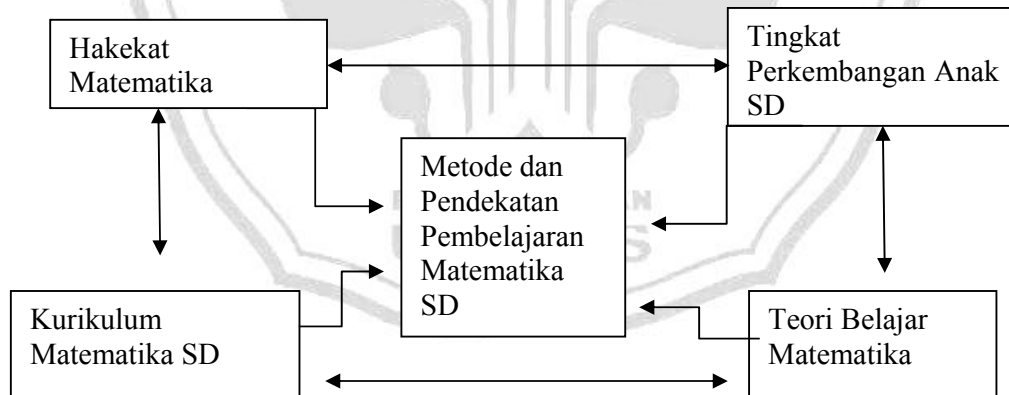 Hakekat
Matematika
Tingkat
Perkembangan Anak
SD
Metode dan
Pendekatan
Pembelajaran
Matematika
SD
Kurikulum
Matematika SD
Teori Belajar
Matematika